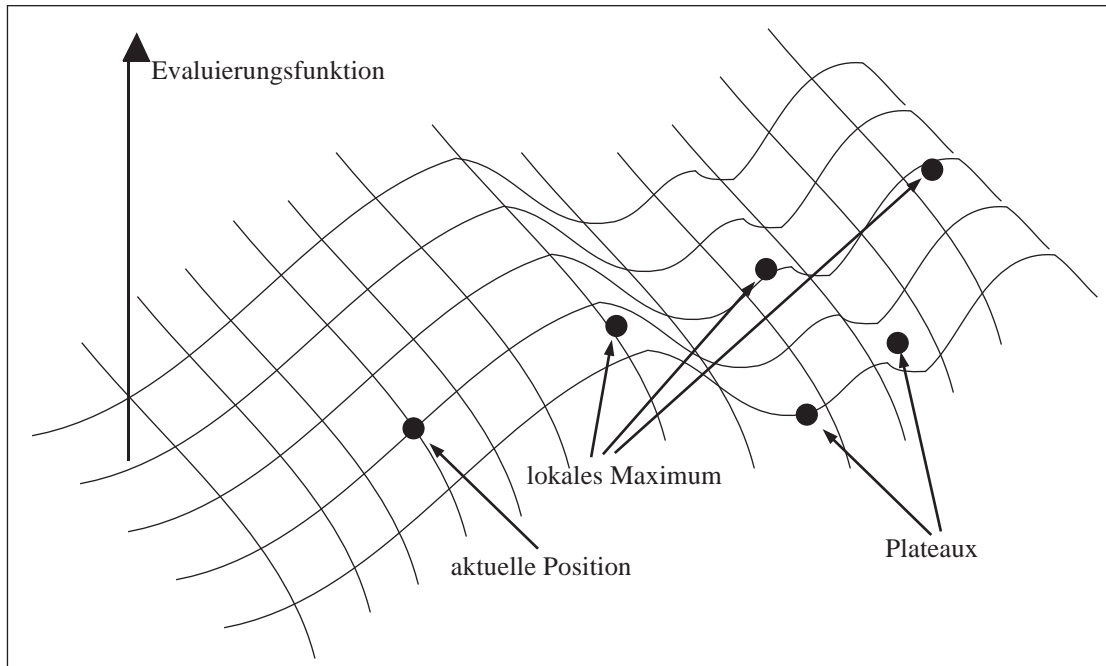 Evaluierungsfunktion
lokales Maximum
Plateaux
aktuelle Position